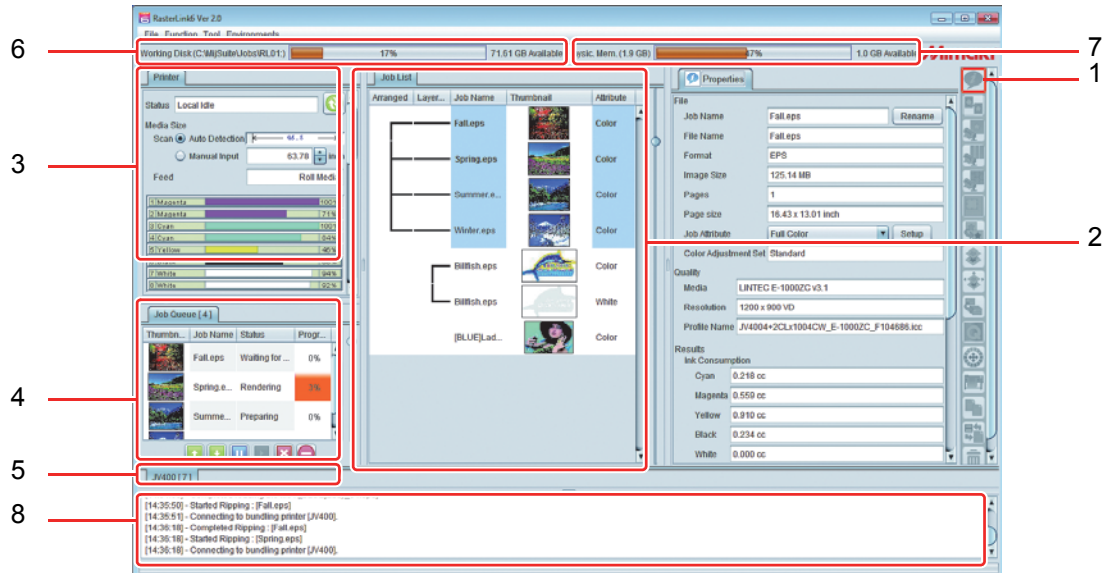 RasterLink6 Ver 2.0
File Function Tool Environments
6
Working Disk (C:\MijSuite\Jobs\RL01:) 17% 71.51 GB Available
ysic. Mem. (1.9 GB) 47% 1.0 GB Available
7
1
Printer
Status Local Idle
Media Size
Scan Auto Detection
Manual Input 63.78
Feed Roll Media
3
1 Magenta 100%
2 Magenta 71%
3 Cyan 100%
4 Cyan 84%
5 Yellow 46%
7 White 94%
8 White 92%
Job List
Arranged Layer... Job Name Thumbnail Attribute
Fall.eps Color
Spring.eps Color
Summer.e... Color
Winter.eps Color
Billfish.eps Color
Billfish.eps White
[BLUE]Lad... Color
2
Properties
File
Job Name Fall.eps Rename
File Name Fall.eps
Format EPS
Image Size 125.14 MB
Pages 1
Page size 16.43 x 13.01 inch
Job Attribute Full Color Setup
Color Adjustment Set Standard
Quality
Media LINTEC E-1000ZC v3.1
Resolution 1200 x 900 VD
Profile Name JV4004+2CLx1004CW_E-1000ZC_F104686.icc
Results
Ink Consumption
Cyan 0.218 cc
Magenta 0.559 cc
Yellow 0.910 cc
Black 0.234 cc
White 0.000 cc
Job Queue [ 4 ]
Thumbn... Job Name Status Progr...
Fall.eps Waiting for ... 0%
Spring.e... Rendering 3%
Summe... Preparing 0%
4
5
JV400 [ 7 ]
8
[14:35:50] - Started Ripping : [Fall.eps]
[14:35:51] - Connecting to bundling printer [JV400].
[14:36:18] - Completed Ripping : [Fall.eps]
[14:36:18] - Started Ripping : [Spring.eps]
[14:36:18] - Connecting to bundling printer [JV400].